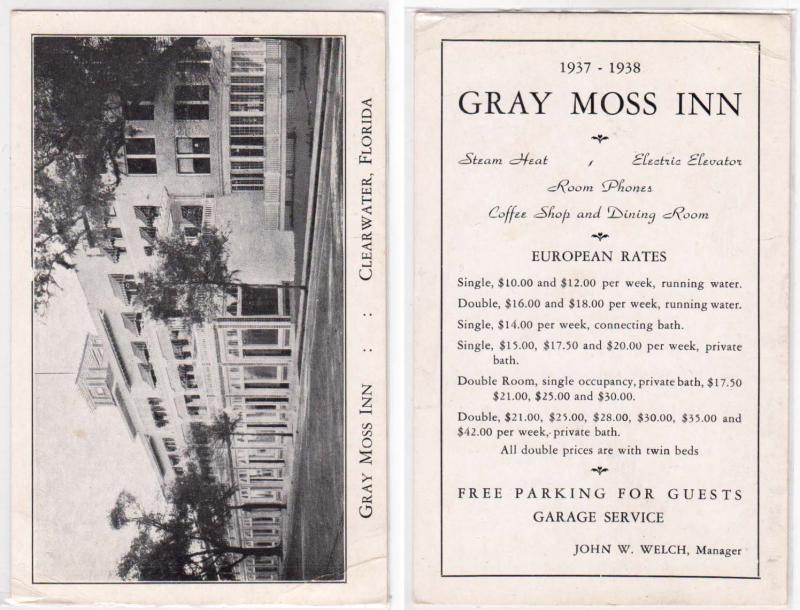 GRAY MOSS INN : : CLEARWATER, FLORIDA
1937 - 1938
GRAY MOSS INN
Steam Heat , Electric Elevator
Room Phones
Coffee Shop and Dining Room
EUROPEAN RATES
Single, $10.00 and $12.00 per week, running water.
Double, $16.00 and $18.00 per week, running water.
Single, $14.00 per week, connecting bath.
Single, $15.00, $17.50 and $20.00 per week, private
bath.
Double Room, single occupancy, private bath, $17.50
$21.00, $25.00 and $30.00.
Double, $21.00, $25.00, $28.00, $30.00, $35.00 and
$42.00 per week, private bath.
All double prices are with twin beds
FREE PARKING FOR GUESTS
GARAGE SERVICE
JOHN W. WELCH, Manager